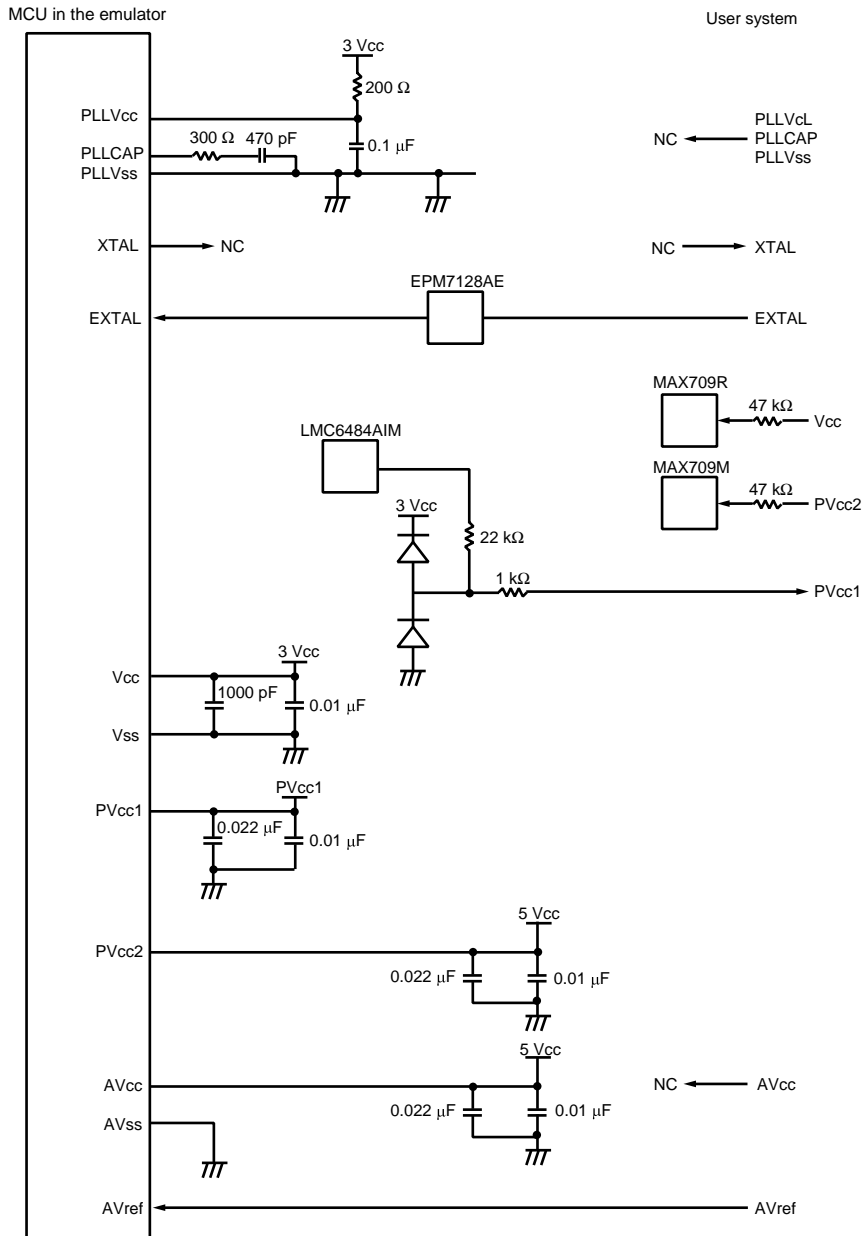 MCU in the emulator
User system
3 Vcc
200 Ω
PLLVcc
300 Ω
470 pF
0.1 μF
PLLCAP
PLLVss
NC
PLLVcL
PLLCAP
PLLVss
XTAL
NC
NC
XTAL
EPM7128AE
EXTAL
EXTAL
MAX709R
47 kΩ
Vcc
LMC6484AIM
MAX709M
47 kΩ
PVcc2
3 Vcc
22 kΩ
1 kΩ
PVcc1
3 Vcc
Vcc
1000 pF
0.01 μF
Vss
PVcc1
PVcc1
0.022 μF
0.01 μF
5 Vcc
PVcc2
0.022 μF
0.01 μF
5 Vcc
AVcc
NC
AVcc
0.022 μF
0.01 μF
AVss
AVref
AVref